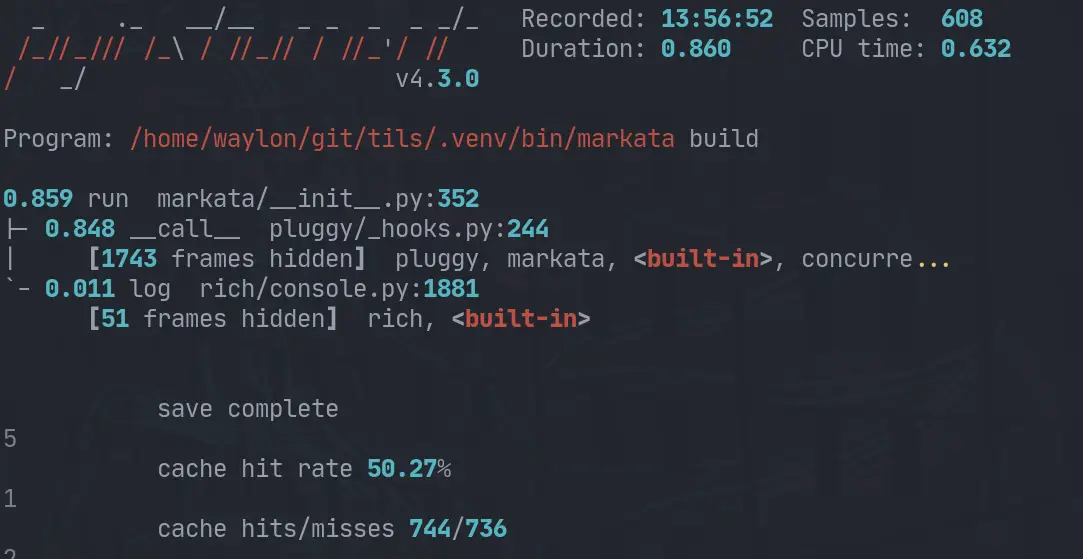 _     ._   __/__   _ _  _  _ _/_   Recorded: 13:56:52  Samples:  608
 /_//_/// /_\ / //_// / //_'/ //     Duration: 0.860     CPU time: 0.632
/   _/                      v4.3.0
Program: /home/waylon/git/tils/.venv/bin/markata build
0.859 run  markata/__init__.py:352
|- 0.848 __call__  pluggy/_hooks.py:244
|     [1743 frames hidden]  pluggy, markata, <built-in>, concurre...
`- 0.011 log  rich/console.py:1881
      [51 frames hidden]  rich, <built-in>
save complete
5
cache hit rate 50.27%
1
cache hits/misses 744/736
2